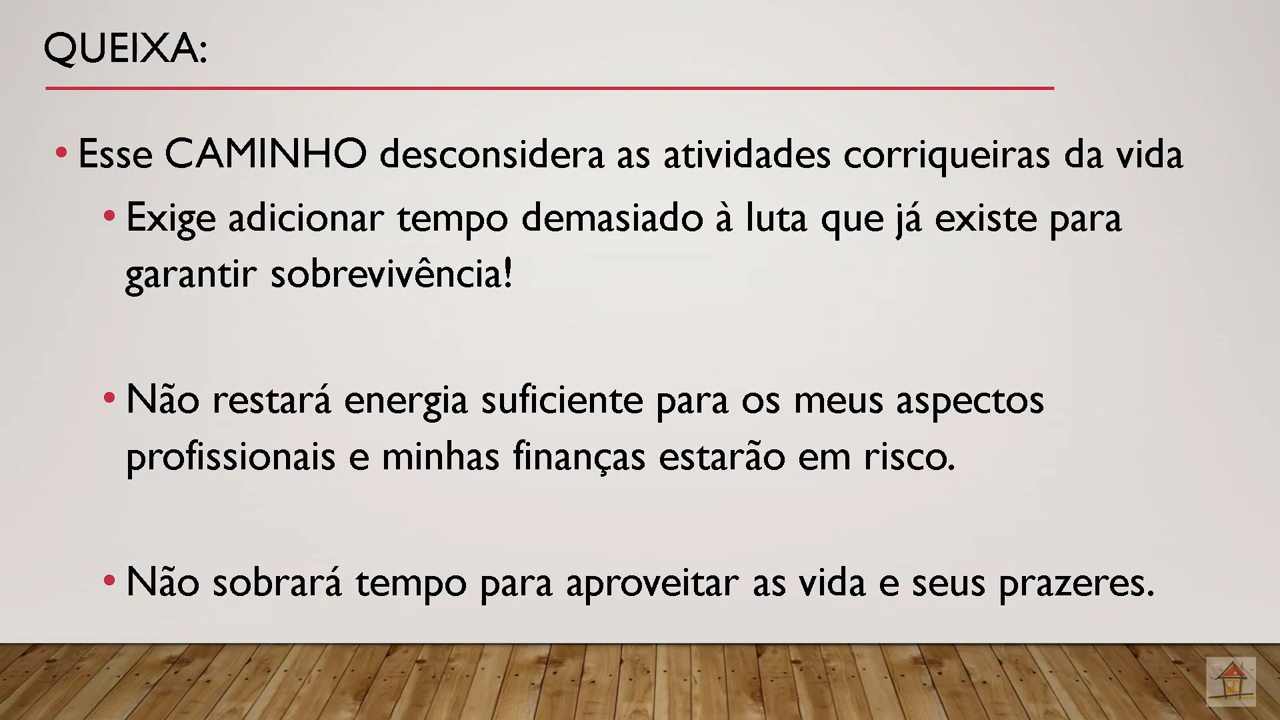 QUEIXA:
• Esse CAMINHO desconsidera as atividades corriqueiras da vida
• Exige adicionar tempo demasiado à luta que já existe para
garantir sobrevivência!
• Não restará energia suficiente para os meus aspectos
profissionais e minhas finanças estarão em risco.
• Não sobrará tempo para aproveitar as vida e seus prazeres.